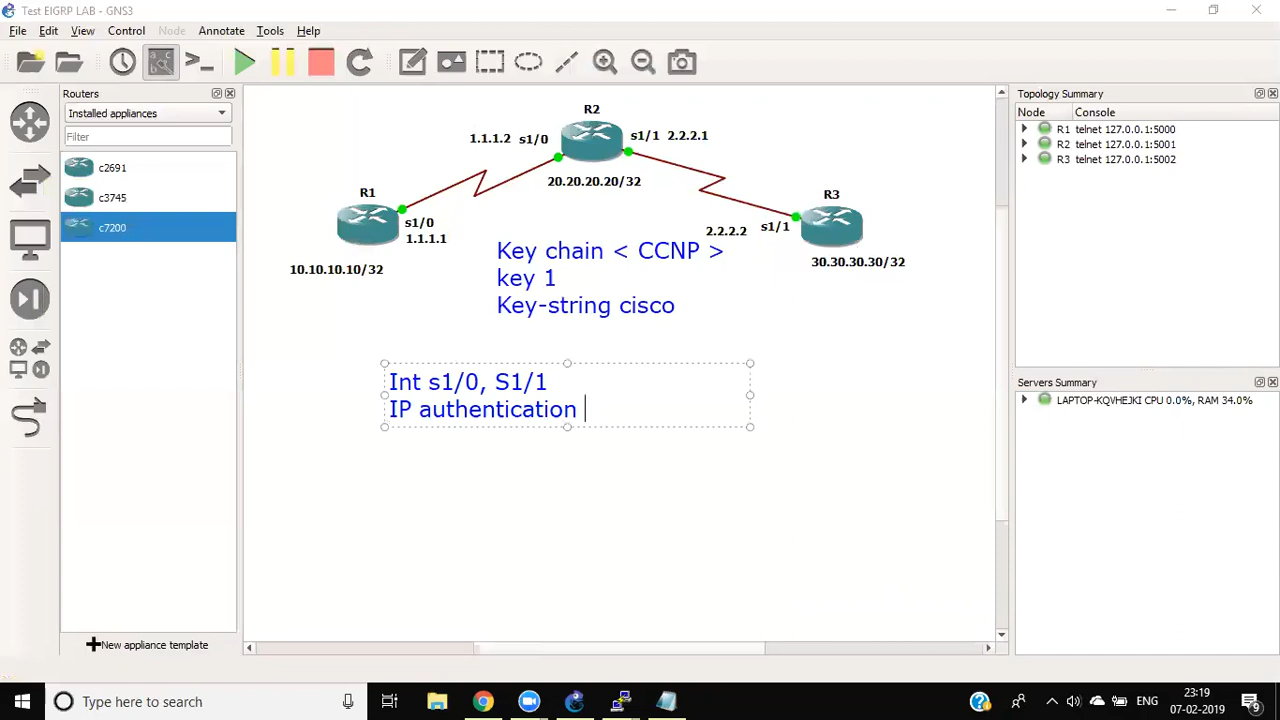 Test EIGRP LAB - GNS3
File Edit View Control Node Annotate Tools Help
Routers
Installed appliances
Filter
c2691
c3745
c7200
New appliance template
R2
1.1.1.2 s1/0
s1/1 2.2.2.1
20.20.20.20/32
R1
s1/0
1.1.1.1
10.10.10.10/32
R3
2.2.2.2 s1/1
30.30.30.30/32
Key chain < CCNP >
key 1
Key-string cisco
Int s1/0, S1/1
IP authentication
Topology Summary
Node Console
R1 telnet 127.0.0.1:5000
R2 telnet 127.0.0.1:5001
R3 telnet 127.0.0.1:5002
Servers Summary
LAPTOP-KQVHEJKI CPU 0.0%, RAM 34.0%
Type here to search
ENG
23:19
07-02-2019
9